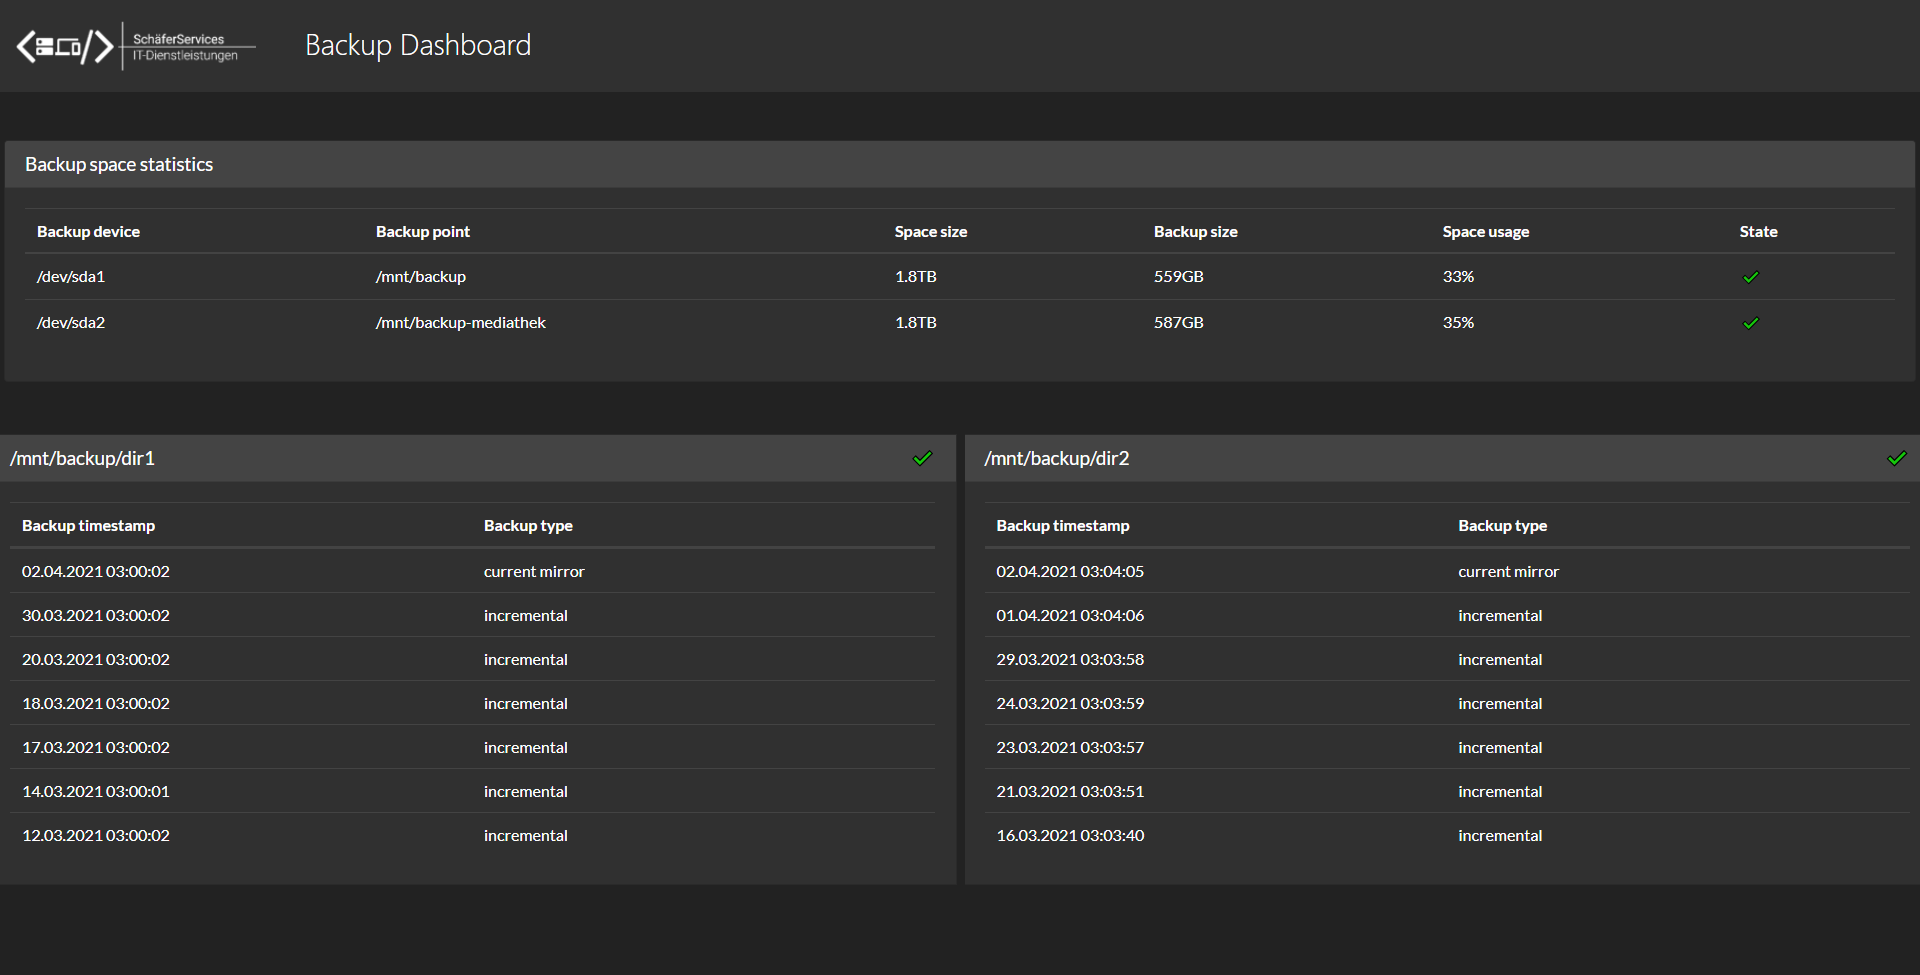 SchäferServices
IT-Dienstleistungen
Backup Dashboard
Backup space statistics
Backup device Backup point Space size Backup size Space usage State
/dev/sda1 /mnt/backup 1.8TB 559GB 33%
/dev/sda2 /mnt/backup-mediathek 1.8TB 587GB 35%
/mnt/backup/dir1
Backup timestamp Backup type
02.04.2021 03:00:02 current mirror
30.03.2021 03:00:02 incremental
20.03.2021 03:00:02 incremental
18.03.2021 03:00:02 incremental
17.03.2021 03:00:02 incremental
14.03.2021 03:00:01 incremental
12.03.2021 03:00:02 incremental
/mnt/backup/dir2
Backup timestamp Backup type
02.04.2021 03:04:05 current mirror
01.04.2021 03:04:06 incremental
29.03.2021 03:03:58 incremental
24.03.2021 03:03:59 incremental
23.03.2021 03:03:57 incremental
21.03.2021 03:03:51 incremental
16.03.2021 03:03:40 incremental